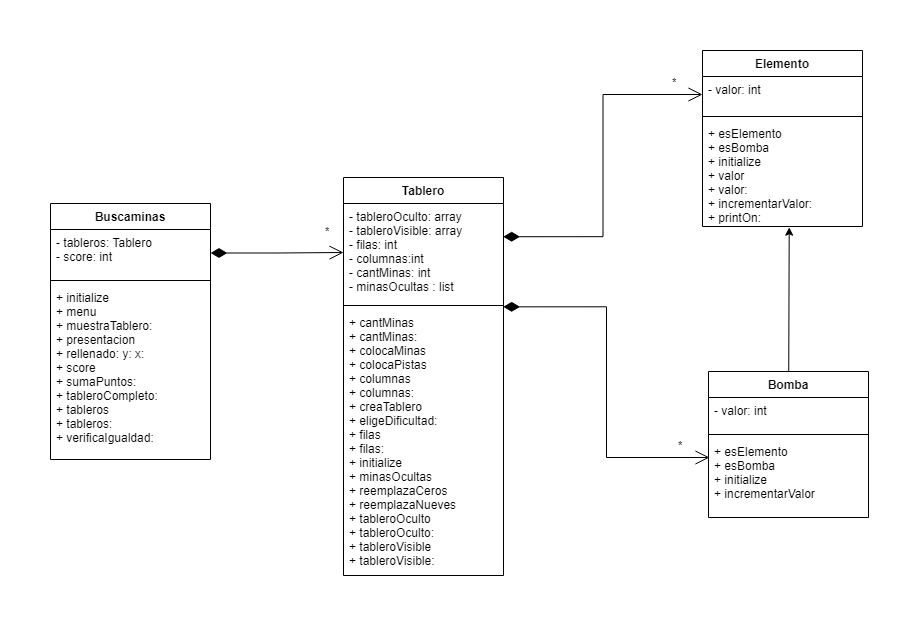 Buscaminas
- tableros: Tablero
- score: int
+ initialize
+ menu
+ muestraTablero:
+ presentacion
+ rellenado: y: x:
+ score
+ sumaPuntos:
+ tableroCompleto:
+ tableros
+ tableros:
+ verificaIgualdad:
*
Tablero
- tableroOculto: array
- tableroVisible: array
- filas: int
- columnas:int
- cantMinas: int
- minasOcultas : list
+ cantMinas
+ cantMinas:
+ colocaMinas
+ colocaPistas
+ columnas
+ columnas:
+ creaTablero
+ eligeDificultad:
+ filas
+ filas:
+ initialize
+ minasOcultas
+ reemplazaCeros
+ reemplazaNueves
+ tableroOculto
+ tableroOculto:
+ tableroVisible
+ tableroVisible:
*
Elemento
- valor: int
+ esElemento
+ esBomba
+ initialize
+ valor
+ valor:
+ incrementarValor:
+ printOn:
*
Bomba
- valor: int
+ esElemento
+ esBomba
+ initialize
+ incrementarValor